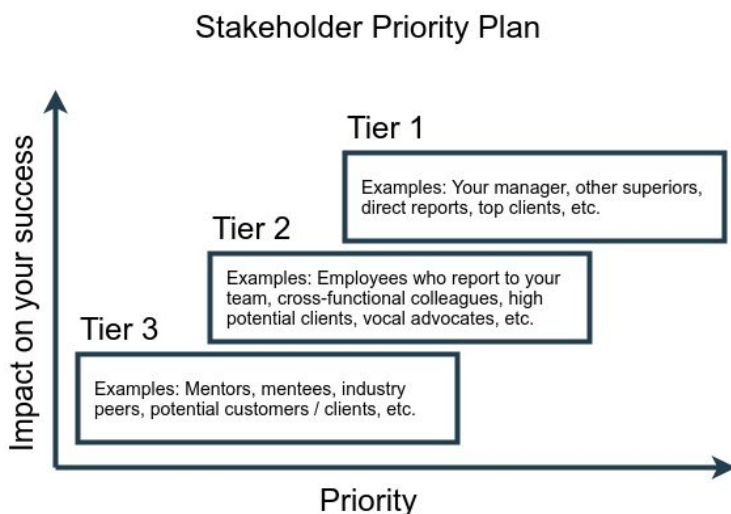 Stakeholder Priority Plan
Impact on your success
Tier 1
Examples: Your manager, other superiors,
direct reports, top clients, etc.
Tier 2
Examples: Employees who report to your
team, cross-functional colleagues, high
potential clients, vocal advocates, etc.
Tier 3
Examples: Mentors, mentees, industry
peers, potential customers / clients, etc.
Priority